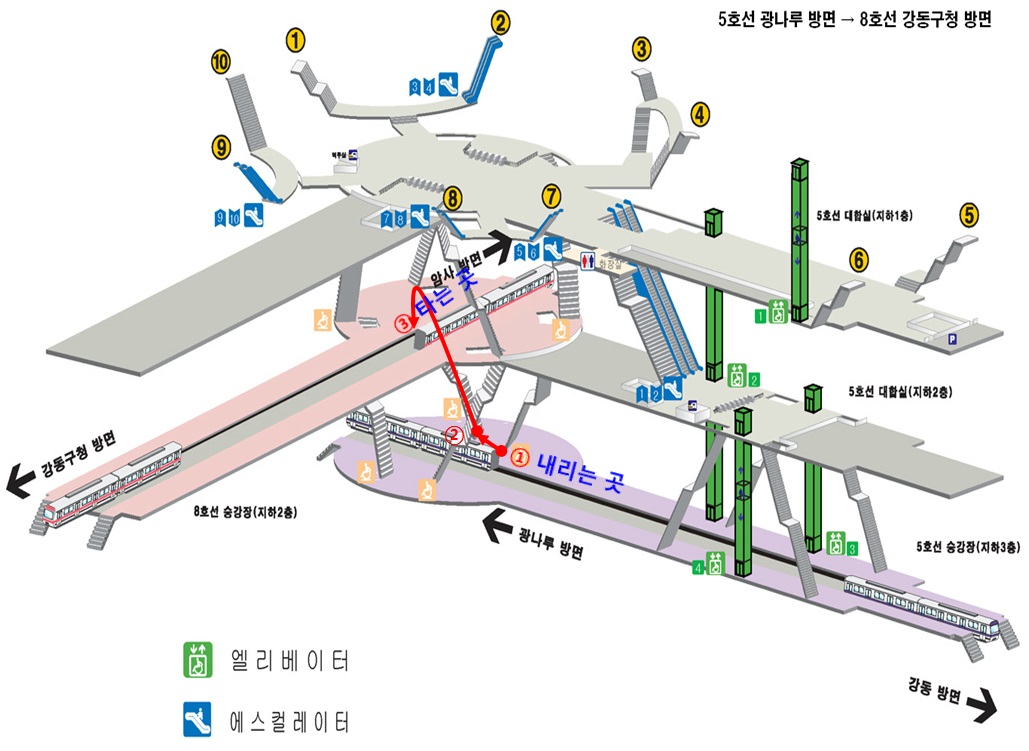 5호선 광나루 방면 → 8호선 강동구청 방면
1
2
3
10
3 4
4
9
8
7
5
9 10
7 8
5 6
5호선 대합실(지하1층)
6
암사 방면
타는 곳
1
③
P
2
1 2
5호선 대합실(지하2층)
강동구청 방면
②
①
내리는 곳
8호선 승강장(지하2층)
광나루 방면
3
4
5호선 승강장(지하3층)
엘리베이터
강동 방면
에스컬레이터